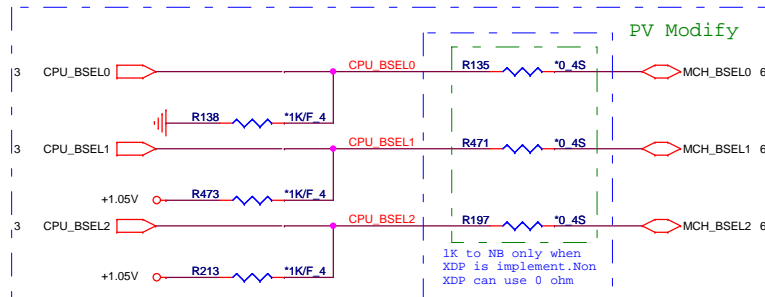 PV Modify
3 CPU_BSEL0 CPU_BSEL0 R135 *0_4S MCH_BSEL0 6
R138 *1K/F_4
3 CPU_BSEL1 CPU_BSEL1 R471 *0_4S MCH_BSEL1 6
+1.05V R473 *1K/F_4
3 CPU_BSEL2 CPU_BSEL2 R197 *0_4S MCH_BSEL2 6
+1.05V R213 *1K/F_4
1K to NB only when
XDP is implement.Non
XDP can use 0 ohm